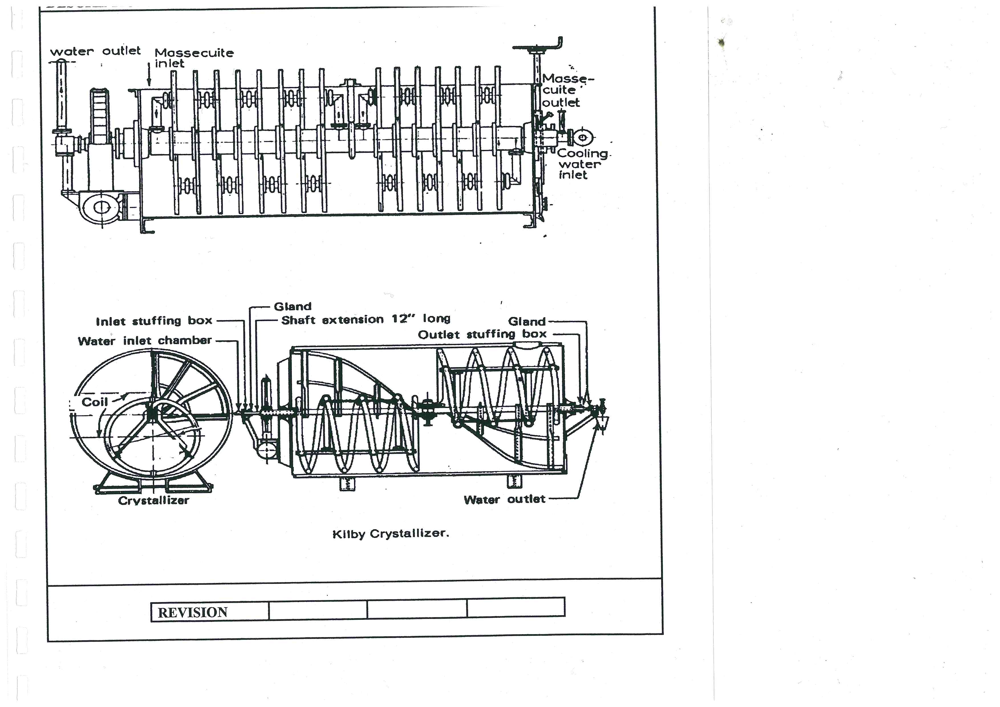 water outlet
Massecuite
inlet
Masse-
cuite
outlet
Cooling
water
inlet
Gland
Inlet stuffing box
Shaft extension 12" long
Gland
Outlet stuffing box
Water inlet chamber
Coil
Crystallizer
Water outlet
Kilby Crystallizer.
REVISION